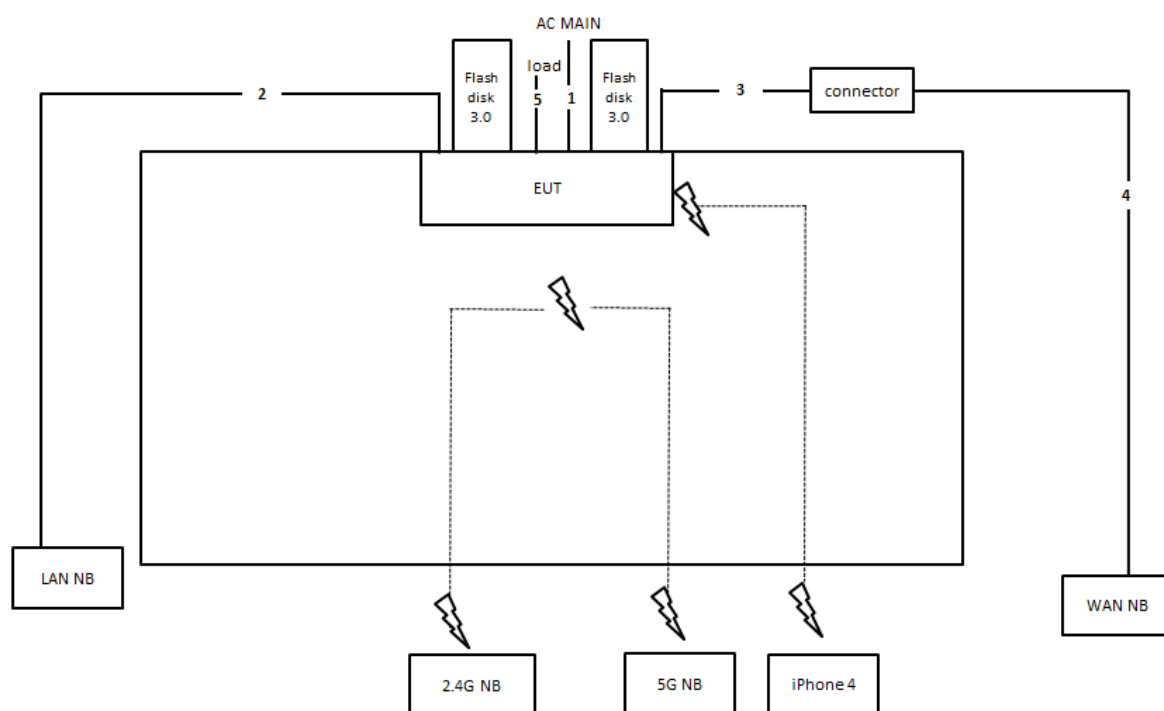 AC MAIN
Flash
disk
3.0
load
5
1
Flash
disk
3.0
2
3
connector
4
EUT
LAN NB
WAN NB
2.4G NB
5G NB
iPhone 4